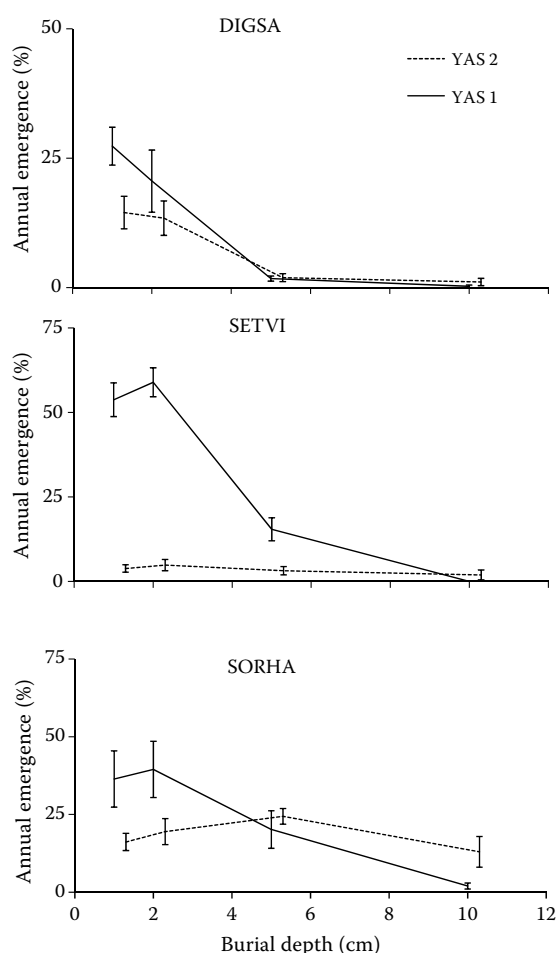 DIGSA
50
25
0
Annual emergence (%)
YAS 2
YAS 1
SETVI
75
50
25
0
Annual emergence (%)
SORHA
75
50
25
0
Annual emergence (%)
0 2 4 6 8 10 12
Burial depth (cm)